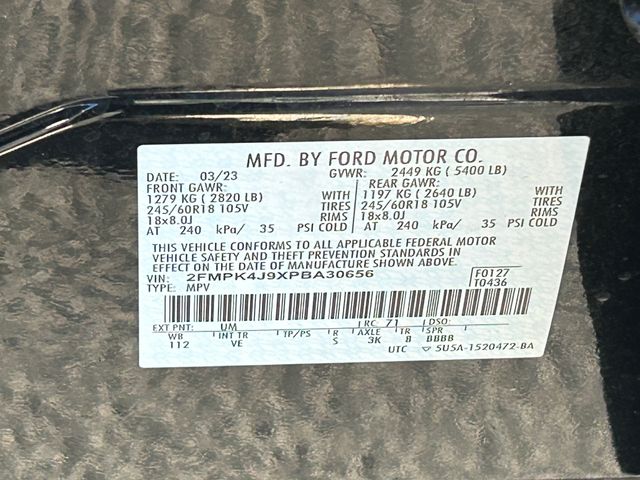 MFD. BY FORD MOTOR CO.
DATE: 03/23 GVWR: 2449 KG ( 5400 LB)
FRONT GAWR: REAR GAWR:
1279 KG ( 2820 LB) WITH 1197 KG ( 2640 LB) WITH
245/60R18 105V TIRES 245/60R18 105V TIRES
18x8.0J RIMS 18x8.0J RIMS
AT 240 kPa/ 35 PSI COLD AT 240 kPa/ 35 PSI COLD
THIS VEHICLE CONFORMS TO ALL APPLICABLE FEDERAL MOTOR
VEHICLE SAFETY AND THEFT PREVENTION STANDARDS IN
EFFECT ON THE DATE OF MANUFACTURE SHOWN ABOVE.
VIN: 2FMPK4J9XPBA30656 F0127
TYPE: MPV T0436
EXT PNT: UM RC: 71 DSO:
WB INT TR TP/PS R AXLE TR SPR
112 VE S 3K 8 BBBB
UTC 5U5A-1520472-BA